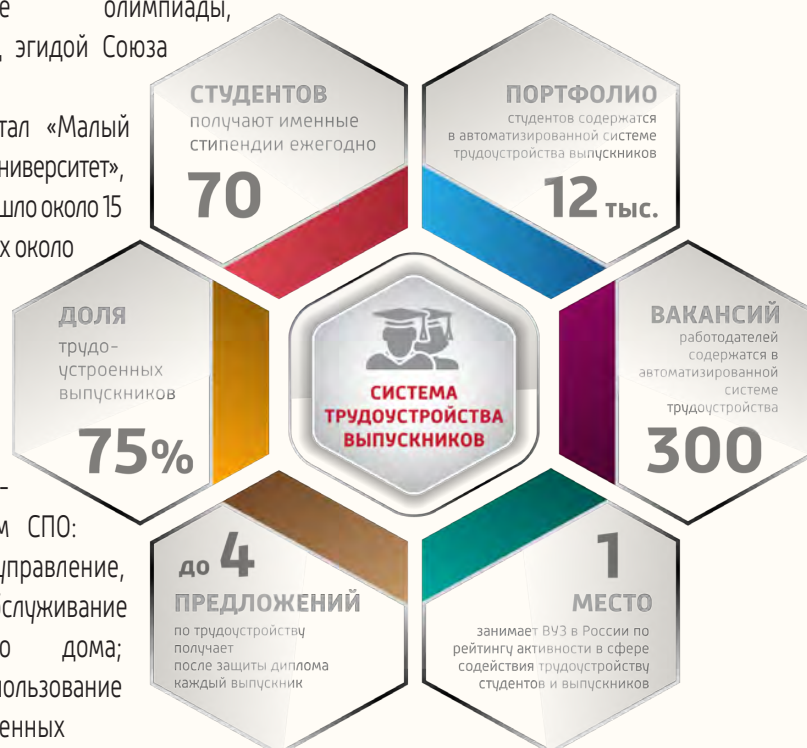 е олимпиады,
эгидой Союза
тал «Малый
ниверситет»,
шло около 15
х около
–
м СПО:
управление,
бслуживание
о дома;
пользование
енных
СТУДЕНТОВ
получают именные
стипендии ежегодно
70
ПОРТФОЛИО
студентов содержатся
в автоматизированной системе
трудоустройства выпускников
12 тыс.
ДОЛЯ
трудо-
устроенных
выпускников
75%
СИСТЕМА
ТРУДОУСТРОЙСТВА
ВЫПУСКНИКОВ
ВАКАНСИЙ
работодателей
содержатся в
автоматизированной
системе
трудоустройства
300
до 4
ПРЕДЛОЖЕНИЙ
по трудоустройству
получает
после защиты диплома
каждый выпускник
1
МЕСТО
занимает ВУЗ в России по
рейтингу активности в сфере
содействия трудоустройству
студентов и выпускников